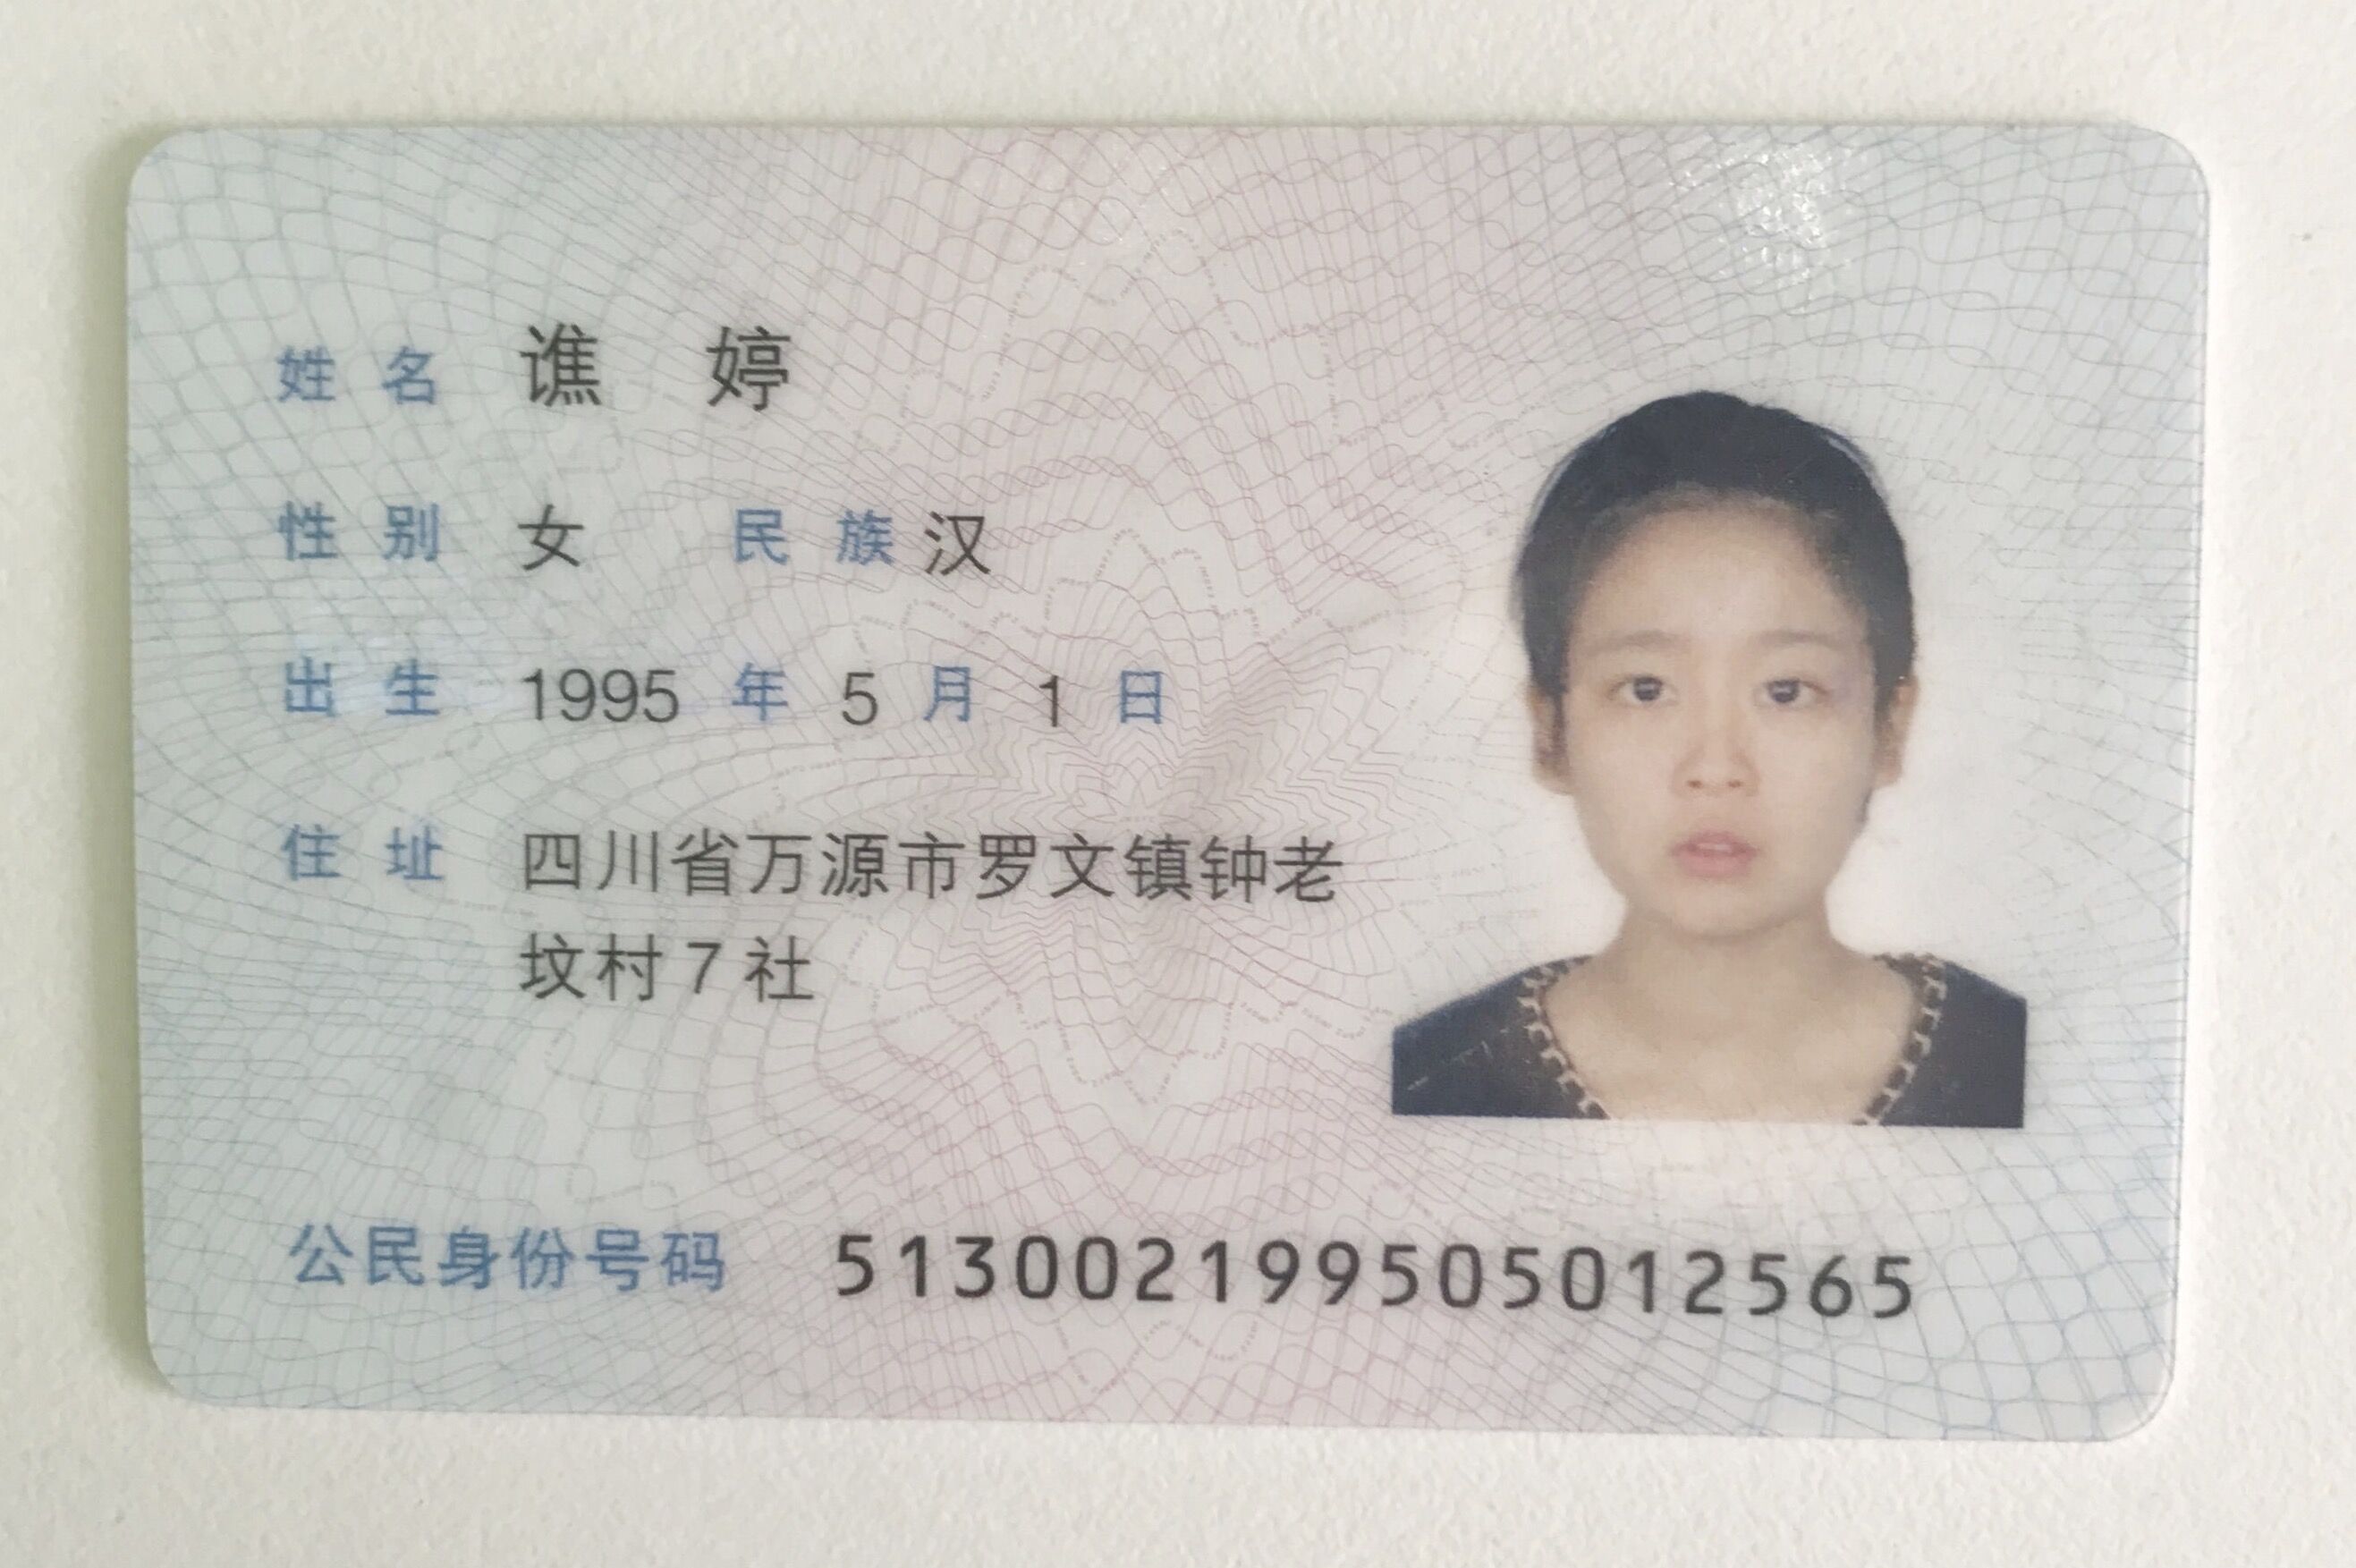 姓名 谯婷
性别 女 民族 汉
出生 1995 年 5 月 1 日
住址 四川省万源市罗文镇钟老
坟村7社
公民身份号码 513002199505012565